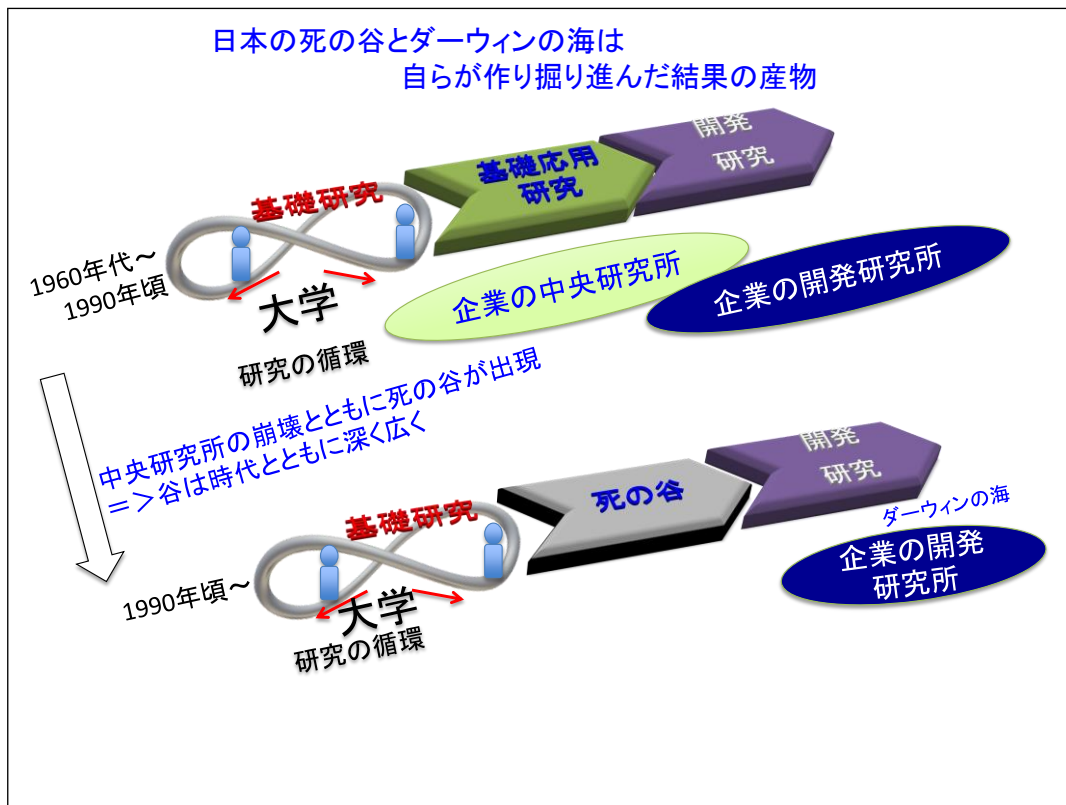 日本の死の谷とダーウィンの海は
自らが作り掘り進んだ結果の産物
開発
研究
基礎応用
研究
基礎研究
1960年代～
1990年頃
大学
研究の循環
企業の中央研究所
企業の開発研究所
中央研究所の崩壊とともに死の谷が出現
＝＞谷は時代とともに深く広く
開発
研究
死の谷
基礎研究
ダーウィンの海
企業の開発
研究所
1990年頃～
大学
研究の循環